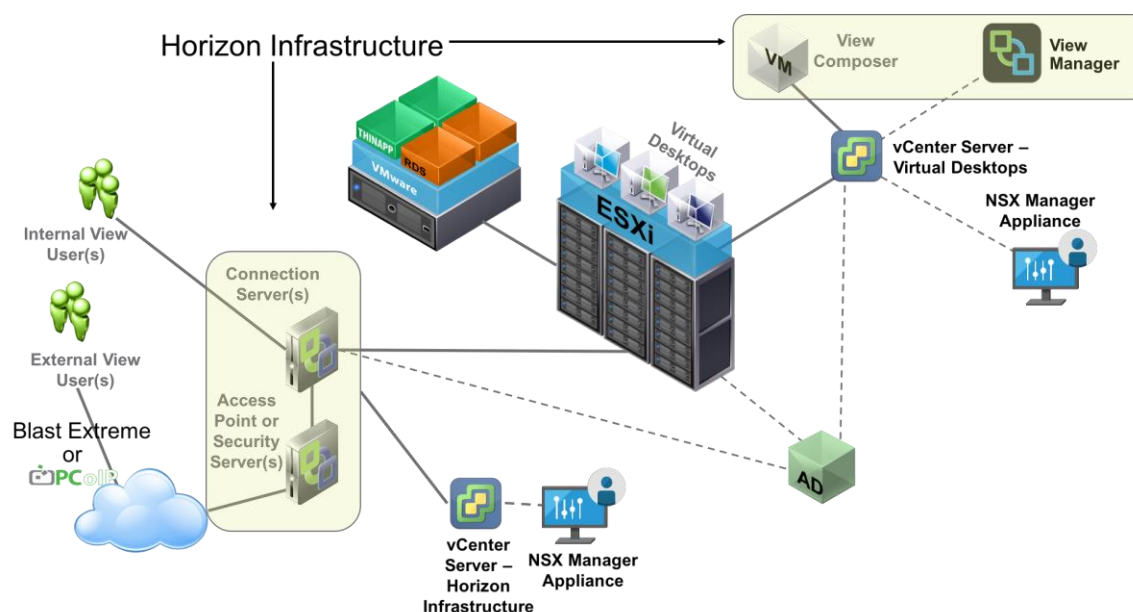 Horizon Infrastructure
VM
View
Composer
View
Manager
THINAPP
RDS
VMware
Virtual
Desktops
ESXi
vCenter Server –
Virtual Desktops
NSX Manager
Appliance
Internal View
User(s)
Connection
Server(s)
External View
User(s)
Access
Point or
Security
Server(s)
Blast Extreme
or
PCoIP
AD
vCenter
Server –
Horizon
Infrastructure
NSX Manager
Appliance